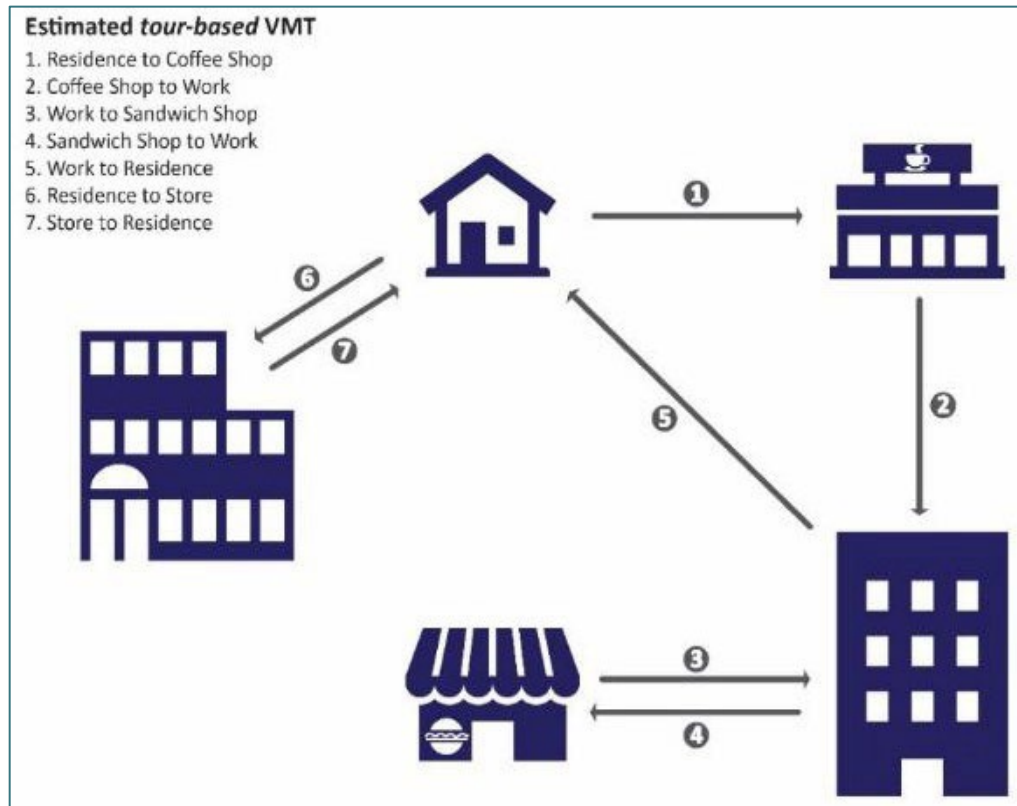 Estimated tour-based VMT
1. Residence to Coffee Shop
2. Coffee Shop to Work
3. Work to Sandwich Shop
4. Sandwich Shop to Work
5. Work to Residence
6. Residence to Store
7. Store to Residence
1
6
7
5
2
3
4